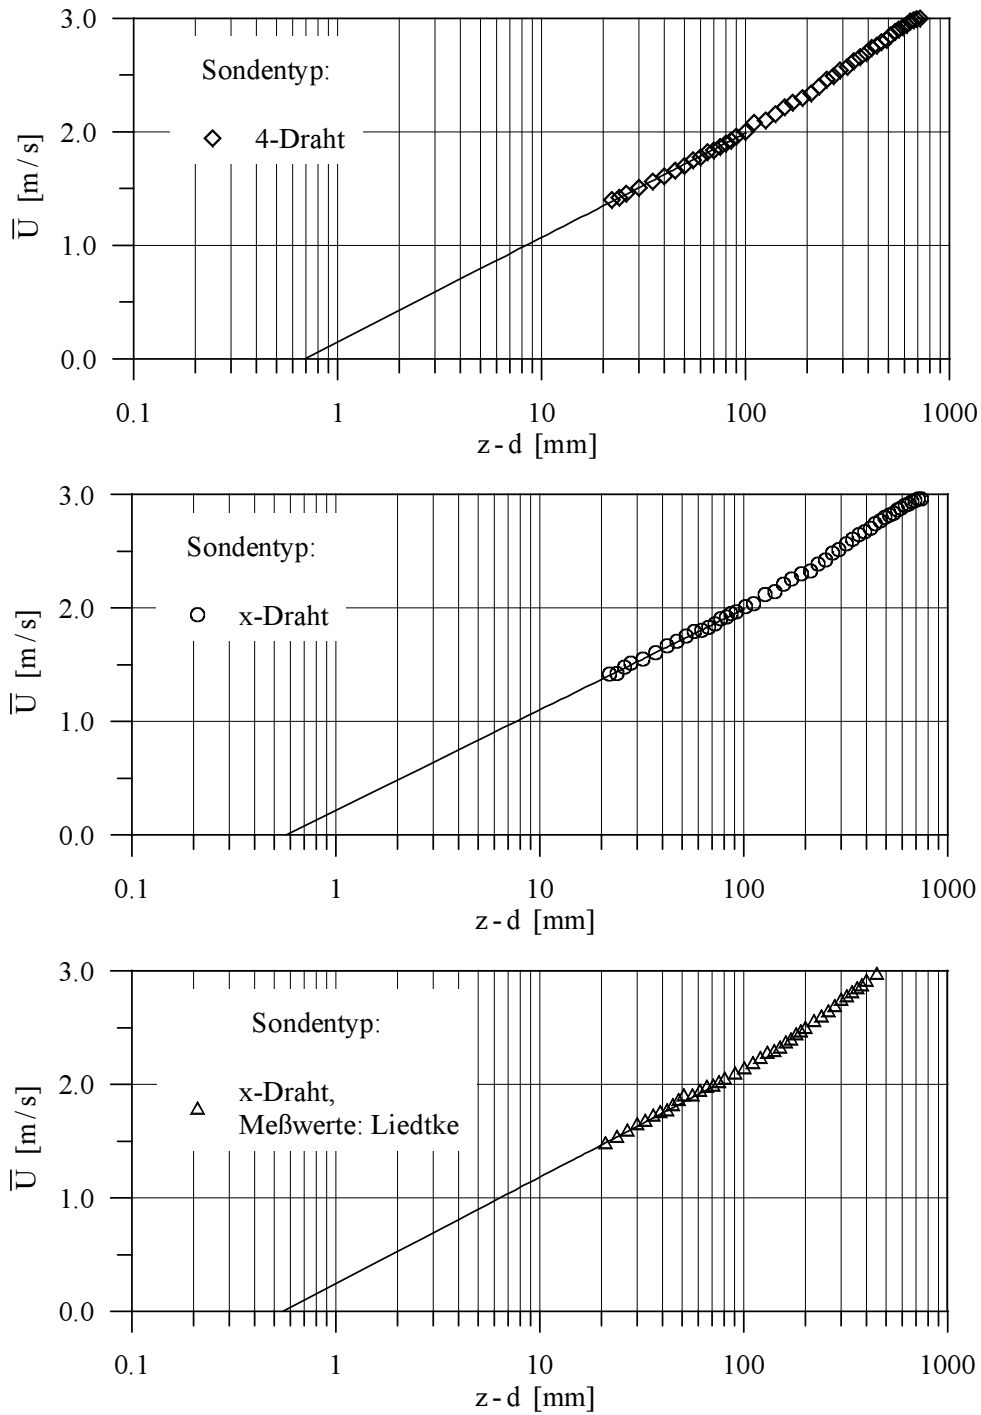 3.0
Sondentyp:
4-Draht
2.0
U̅ [m/s]
1.0
0.0
0.1 1 10 100 1000
z-d [mm]
3.0
Sondentyp:
x-Draht
2.0
U̅ [m/s]
1.0
0.0
0.1 1 10 100 1000
z-d [mm]
3.0
Sondentyp:
2.0
x-Draht,
Meßwerte: Liedtke
U̅ [m/s]
1.0
0.0
0.1 1 10 100 1000
z-d [mm]